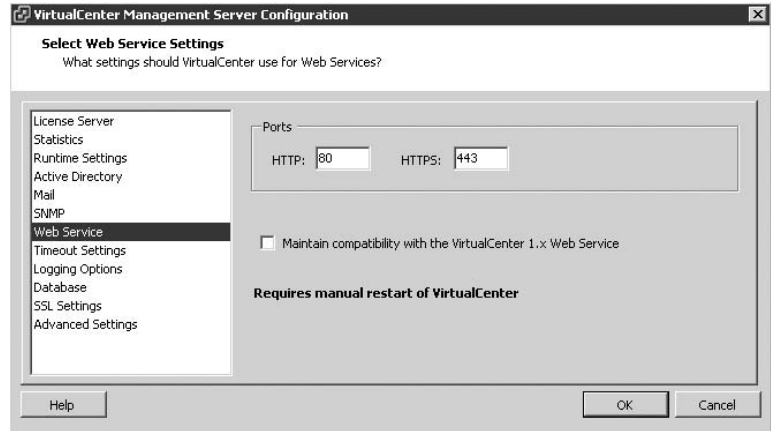 VirtualCenter Management Server Configuration
Select Web Service Settings
What settings should VirtualCenter use for Web Services?
License Server
Statistics
Runtime Settings
Active Directory
Mail
SNMP
Web Service
Timeout Settings
Logging Options
Database
SSL Settings
Advanced Settings
Ports
HTTP: 80 HTTPS: 443
Maintain compatibility with the VirtualCenter 1.x Web Service
Requires manual restart of VirtualCenter
Help OK Cancel